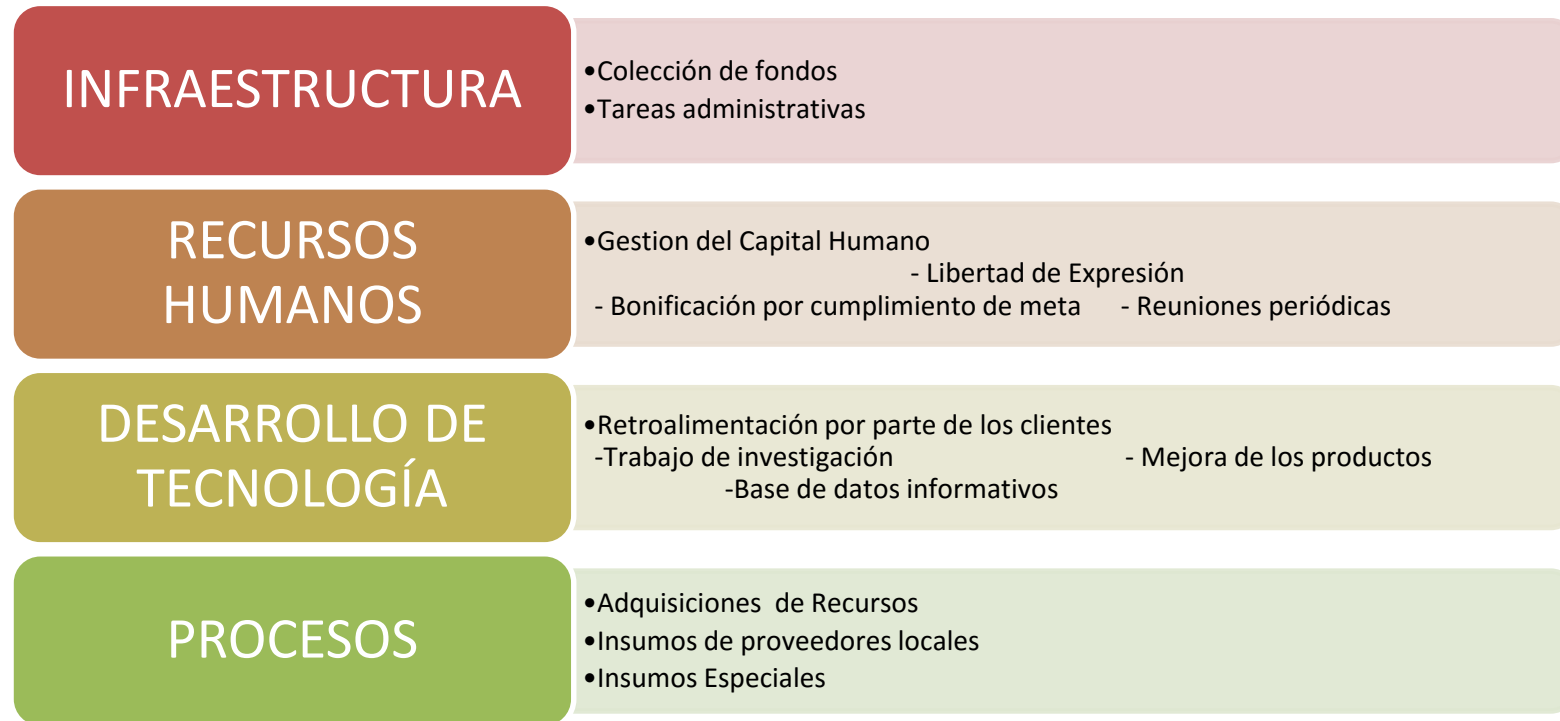 INFRAESTRUCTURA
•Colección de fondos
•Tareas administrativas
RECURSOS
HUMANOS
•Gestion del Capital Humano
- Libertad de Expresión
- Bonificación por cumplimiento de meta - Reuniones periódicas
DESARROLLO DE
TECNOLOGÍA
•Retroalimentación por parte de los clientes
-Trabajo de investigación - Mejora de los productos
-Base de datos informativos
PROCESOS
•Adquisiciones de Recursos
•Insumos de proveedores locales
•Insumos Especiales